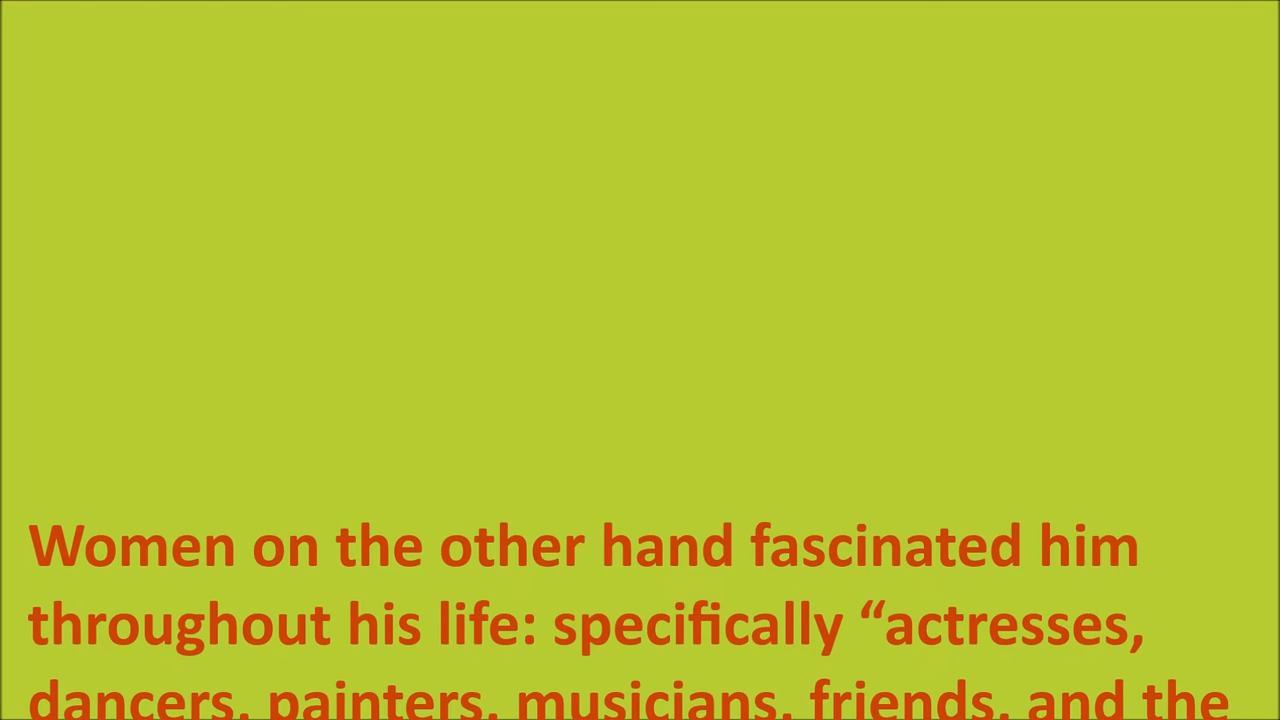 Women on the other hand fascinated him
throughout his life: specifically “actresses,
dancers, painters, musicians, friends, and the